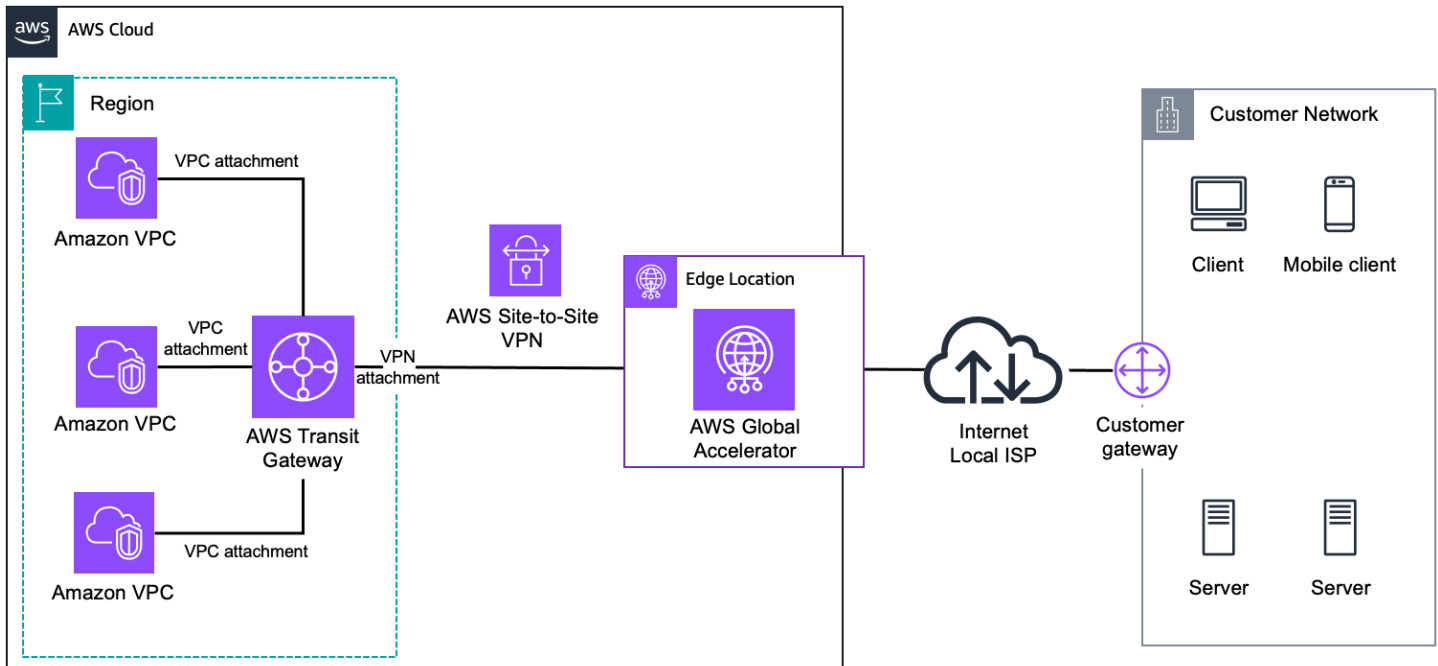 aws
AWS Cloud
Region
VPC attachment
Amazon VPC
VPC
attachment
Amazon VPC
AWS Transit
Gateway
VPC attachment
Amazon VPC
VPN
attachment
AWS Site-to-Site
VPN
Edge Location
AWS Global
Accelerator
Internet
Local ISP
Customer
gateway
Customer Network
Client
Mobile client
Server
Server